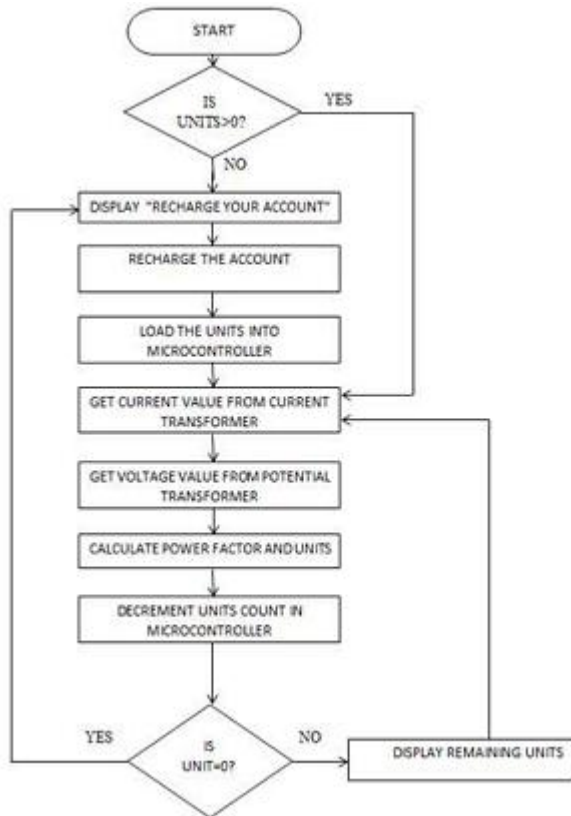 START
IS
UNITS>0?
YES
NO
DISPLAY "RECHARGE YOUR ACCOUNT"
RECHARGE THE ACCOUNT
LOAD THE UNITS INTO
MICROCONTROLLER
GET CURRENT VALUE FROM CURRENT
TRANSFORMER
GET VOLTAGE VALUE FROM POTENTIAL
TRANSFORMER
CALCULATE POWER FACTOR AND UNITS
DECREMENT UNITS COUNT IN
MICROCONTROLLER
YES
IS
UNIT=0?
NO
DISPLAY REMAINING UNITS